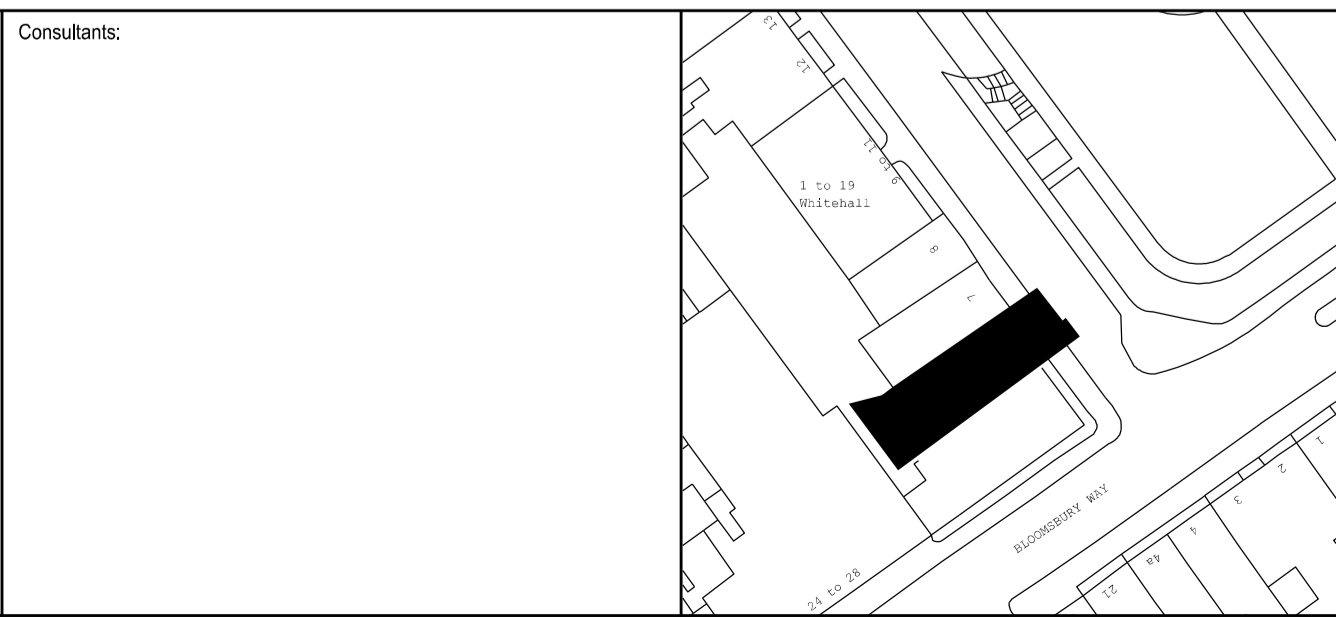 Consultants:
13
12
9 to 11
1 to 19
Whitehall
8
7
BLOOMSBURY WAY
24 to 28
1
2
3
4
4a
21